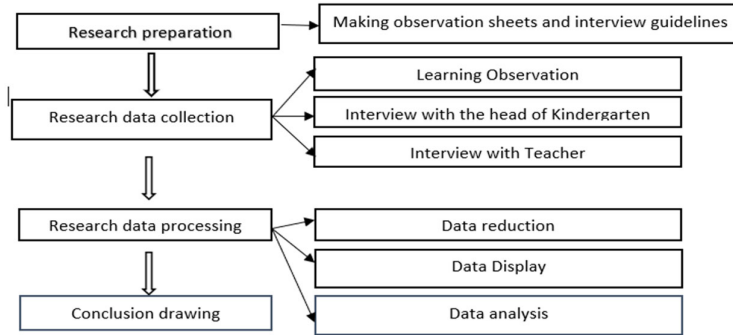 Research preparation
Making observation sheets and interview guidelines
Learning Observation
Research data collection
Interview with the head of Kindergarten
Interview with Teacher
Research data processing
Data reduction
Data Display
Conclusion drawing
Data analysis